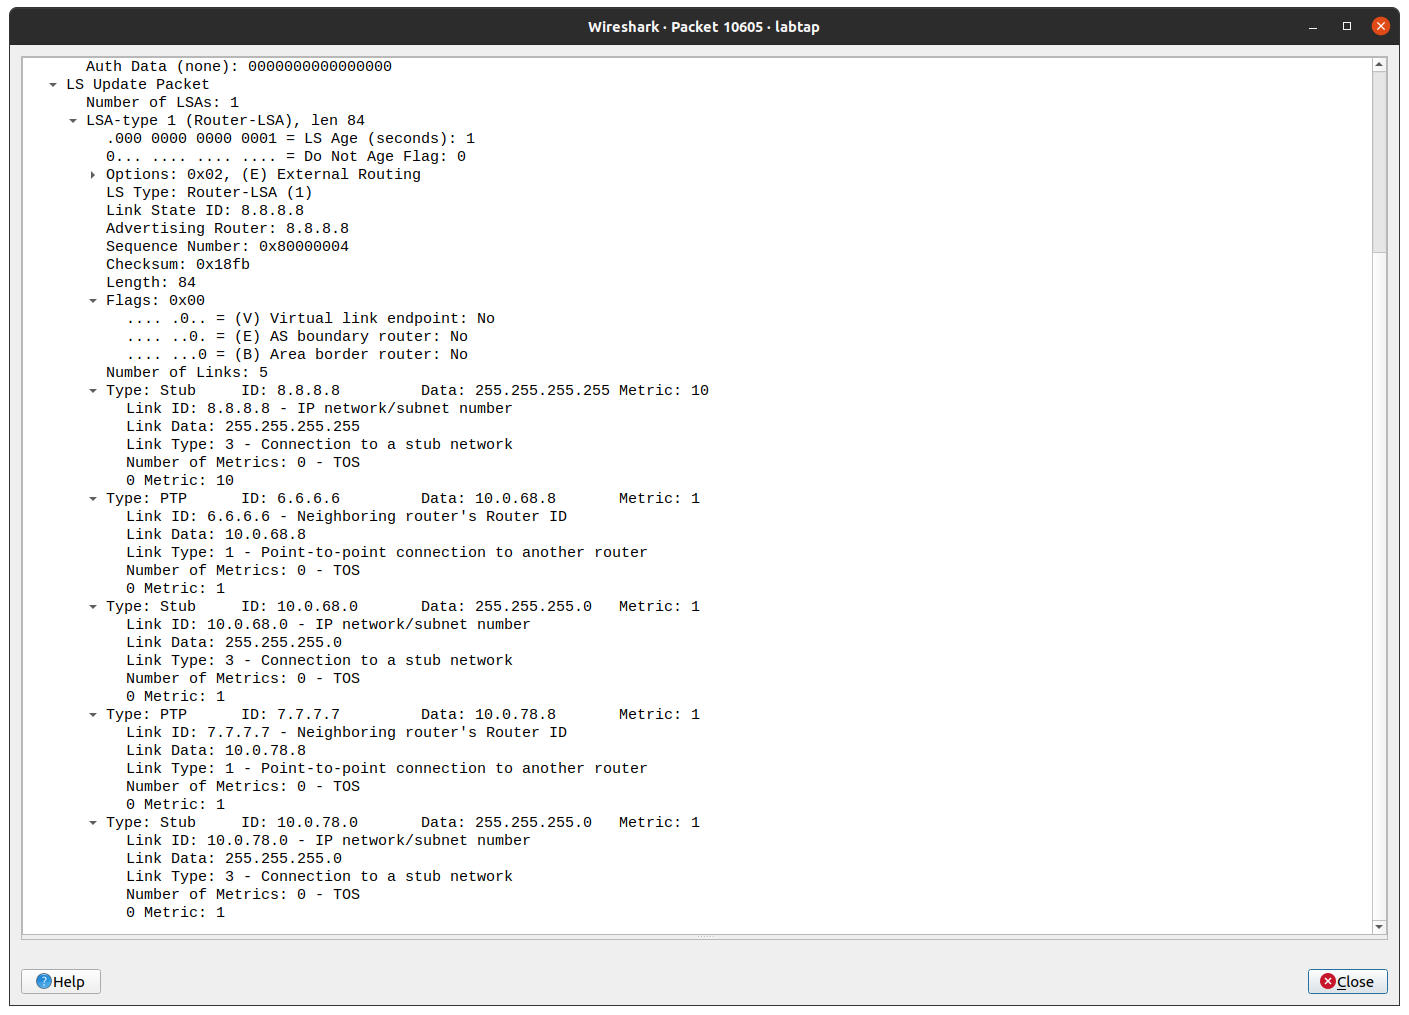 Wireshark · Packet 10605 · labtap
Auth Data (none): 0000000000000000
LS Update Packet
Number of LSAs: 1
LSA-type 1 (Router-LSA), len 84
.000 0000 0000 0001 = LS Age (seconds): 1
0... .... .... .... = Do Not Age Flag: 0
Options: 0x02, (E) External Routing
LS Type: Router-LSA (1)
Link State ID: 8.8.8.8
Advertising Router: 8.8.8.8
Sequence Number: 0x80000004
Checksum: 0x18fb
Length: 84
Flags: 0x00
.... .0.. = (V) Virtual link endpoint: No
.... ..0. = (E) AS boundary router: No
.... ...0 = (B) Area border router: No
Number of Links: 5
Type: Stub     ID: 8.8.8.8         Data: 255.255.255.255 Metric: 10
Link ID: 8.8.8.8 - IP network/subnet number
Link Data: 255.255.255.255
Link Type: 3 - Connection to a stub network
Number of Metrics: 0 - TOS
0 Metric: 10
Type: PTP      ID: 6.6.6.6         Data: 10.0.68.8       Metric: 1
Link ID: 6.6.6.6 - Neighboring router's Router ID
Link Data: 10.0.68.8
Link Type: 1 - Point-to-point connection to another router
Number of Metrics: 0 - TOS
0 Metric: 1
Type: Stub     ID: 10.0.68.0       Data: 255.255.255.0   Metric: 1
Link ID: 10.0.68.0 - IP network/subnet number
Link Data: 255.255.255.0
Link Type: 3 - Connection to a stub network
Number of Metrics: 0 - TOS
0 Metric: 1
Type: PTP      ID: 7.7.7.7         Data: 10.0.78.8       Metric: 1
Link ID: 7.7.7.7 - Neighboring router's Router ID
Link Data: 10.0.78.8
Link Type: 1 - Point-to-point connection to another router
Number of Metrics: 0 - TOS
0 Metric: 1
Type: Stub     ID: 10.0.78.0       Data: 255.255.255.0   Metric: 1
Link ID: 10.0.78.0 - IP network/subnet number
Link Data: 255.255.255.0
Link Type: 3 - Connection to a stub network
Number of Metrics: 0 - TOS
0 Metric: 1
Help
Close